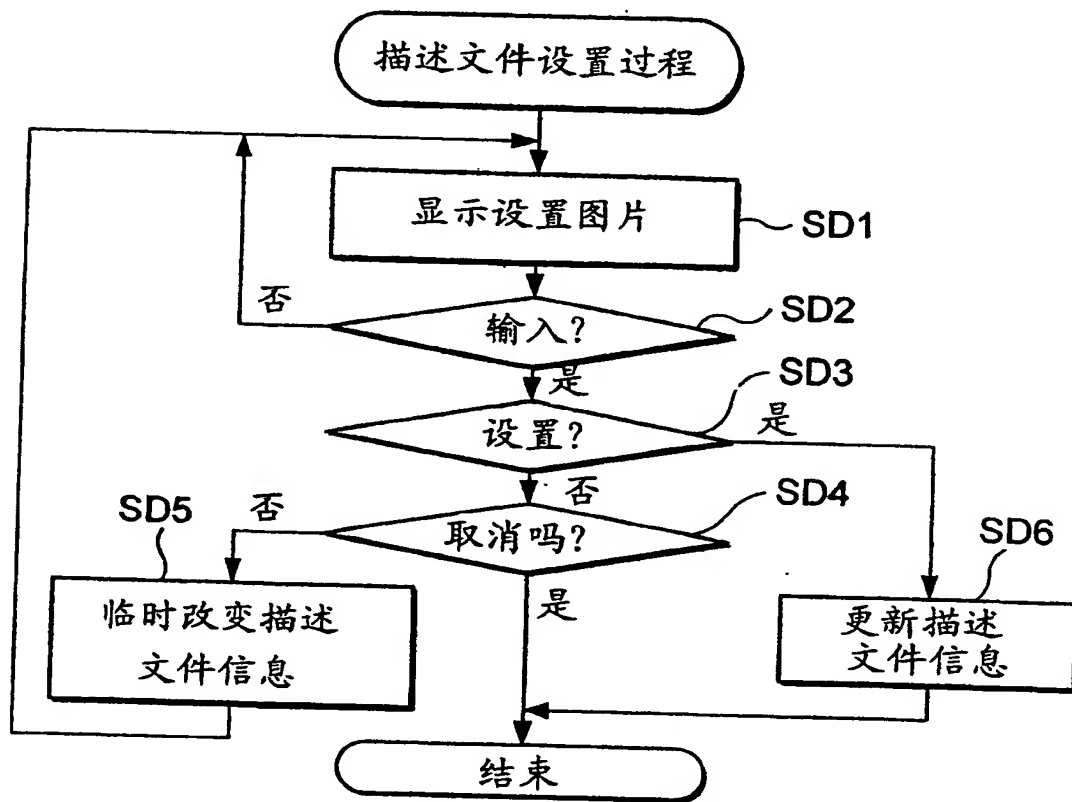 描述文件设置过程
显示设置图片
SD1
否
输入?
SD2
是
SD3
设置?
是
否
SD4
SD5
否
取消吗?
SD6
临时改变描述
文件信息
是
更新描述
文件信息
结束